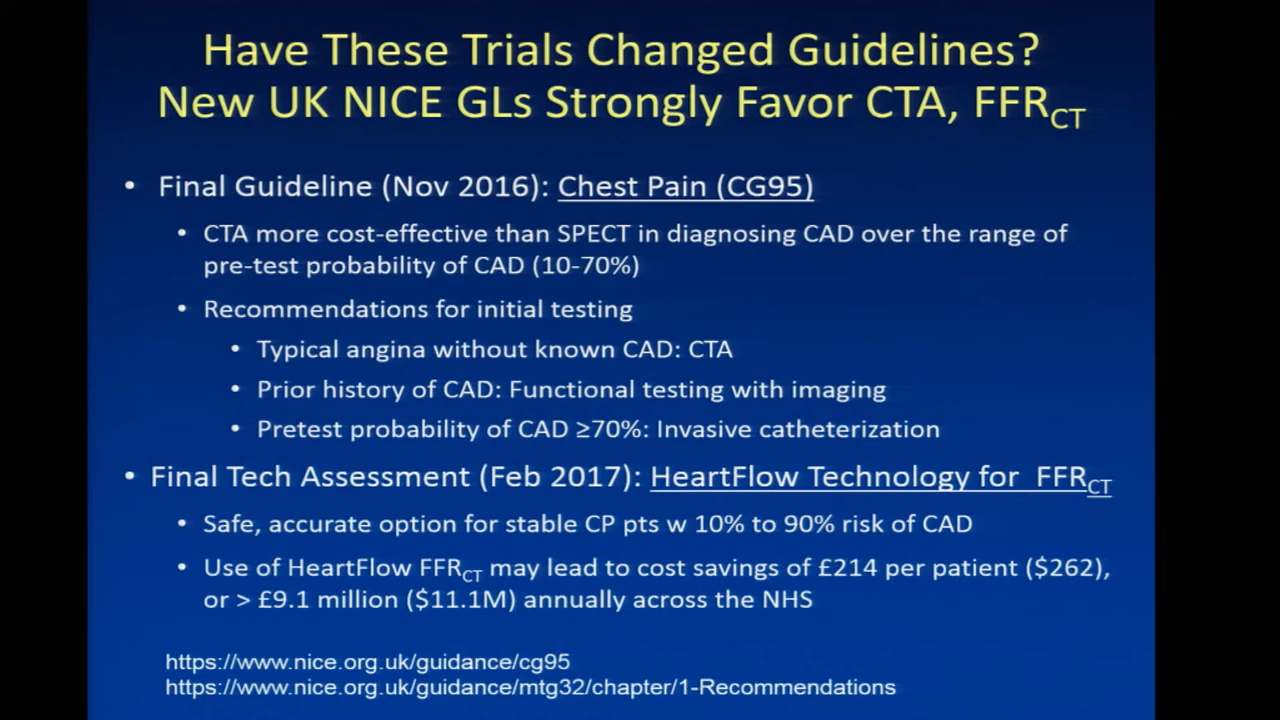 Have These Trials Changed Guidelines?
New UK NICE GLs Strongly Favor CTA, FFRCT
• Final Guideline (Nov 2016): Chest Pain (CG95)
• CTA more cost-effective than SPECT in diagnosing CAD over the range of
pre-test probability of CAD (10-70%)
• Recommendations for initial testing
• Typical angina without known CAD: CTA
• Prior history of CAD: Functional testing with imaging
• Pretest probability of CAD ≥70%: Invasive catheterization
• Final Tech Assessment (Feb 2017): HeartFlow Technology for FFRCT
• Safe, accurate option for stable CP pts w 10% to 90% risk of CAD
• Use of HeartFlow FFRCT may lead to cost savings of £214 per patient ($262),
or > £9.1 million ($11.1M) annually across the NHS
https://www.nice.org.uk/guidance/cg95
https://www.nice.org.uk/guidance/mtg32/chapter/1-Recommendations